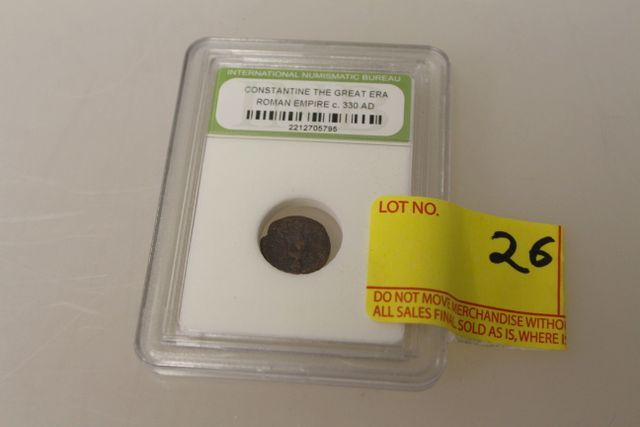 INTERNATIONAL NUMISMATIC BUREAU
CONSTANTINE THE GREAT ERA
ROMAN EMPIRE c. 330 AD
2212705795
LOT NO.
26
DO NOT MOVE MERCHANDISE WITHO
ALL SALES FINAL, SOLD AS IS, WHERE